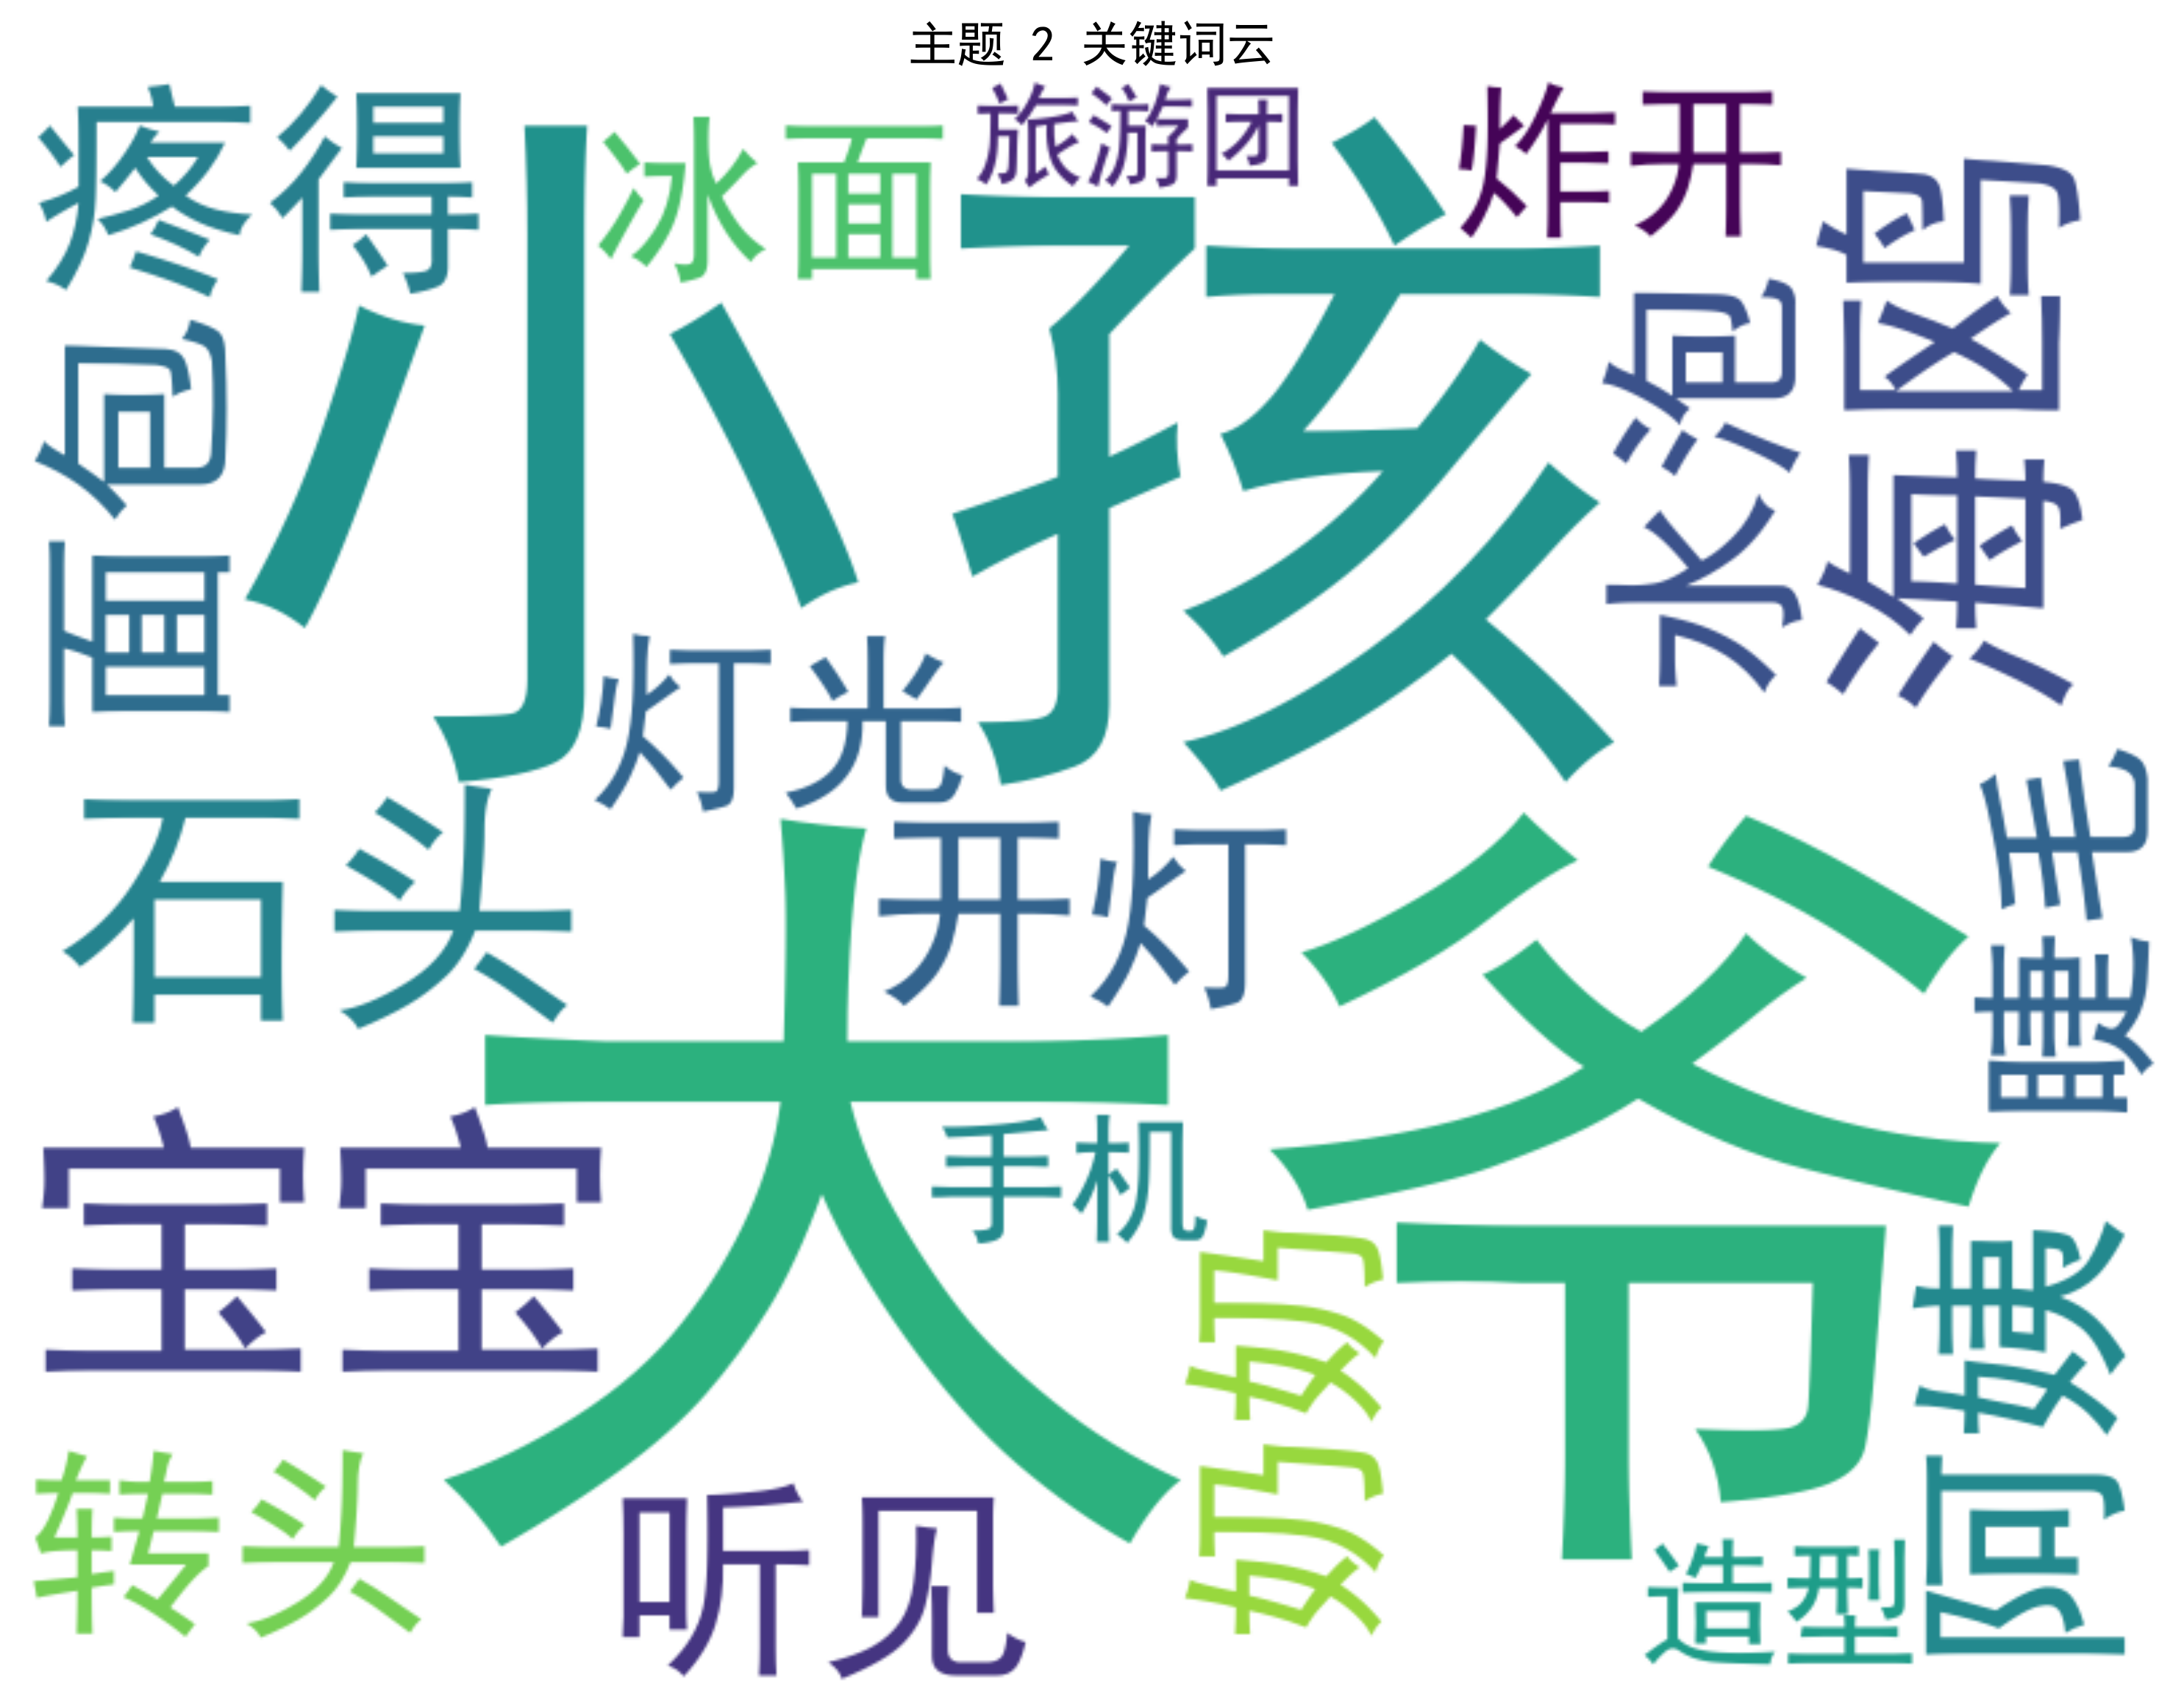 主题 2 关键词云
疼得
冰面
旅游团
炸开
小孩
海区
水泡
面包
灯光
石头
开灯
睫毛
大爷
宝宝
手机
奶奶
阿姨
转头
听见
造型